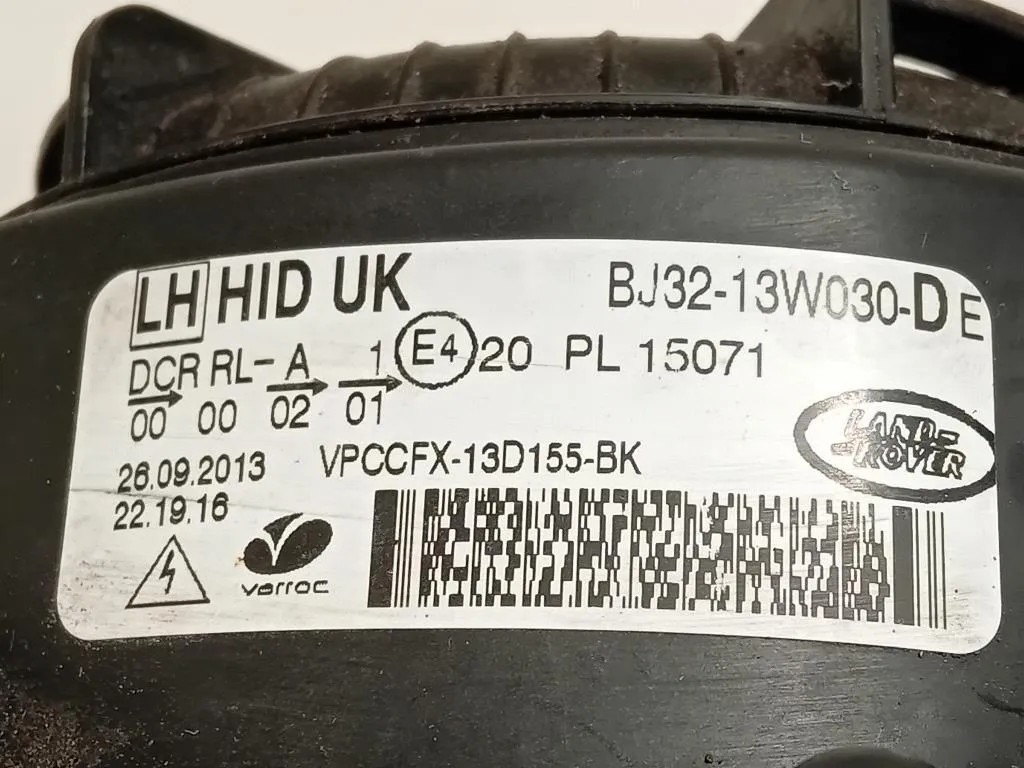 LH HID UK BJ32-13W030-D E
DCR RL- A 1 E4 20 PL 15071
00 00 02 01
26.09.2013 VPCCFX-13D155-BK
22.19.16
LAND-
ROVER
varroc